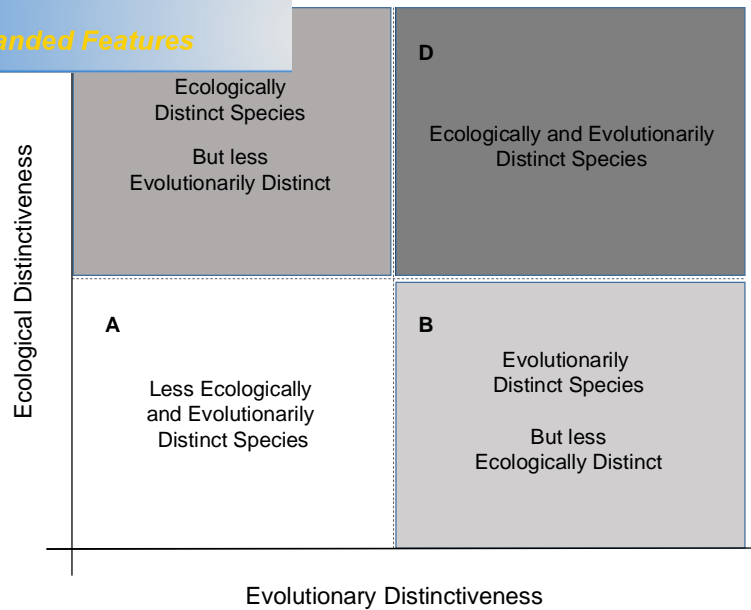 Features
D
Ecologically
Distinct Species
But less
Evolutionarily Distinct
Ecologically and Evolutionarily
Distinct Species
Ecological Distinctiveness
A
Less Ecologically
and Evolutionarily
Distinct Species
B
Evolutionarily
Distinct Species
But less
Ecologically Distinct
Evolutionary Distinctiveness